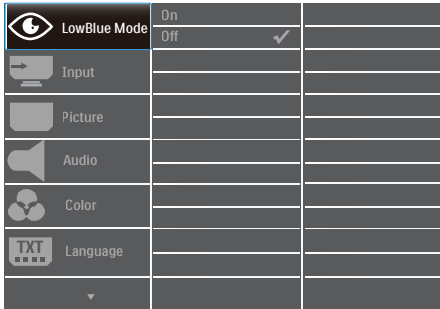 LowBlue Mode
On
Off
Input
Picture
Audio
Color
TXT
Language